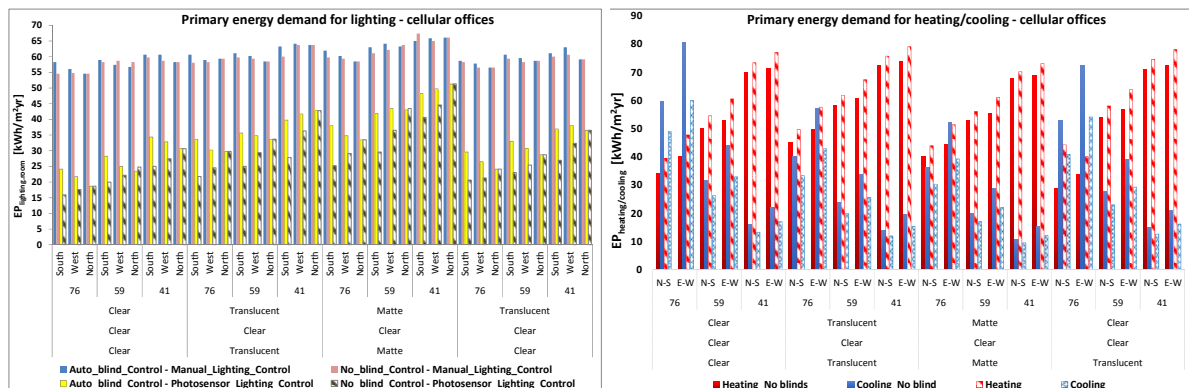 Primary energy demand for lighting - cellular offices
EP lighting,room [kWh/m²yr]
70
65
60
55
50
45
40
35
30
25
20
15
10
5
0
South West North South West North South West North South West North South West North South West North South West North South West North South West North South West North South West North South West North
76 59 41 76 59 41 76 59 41 76 59 41
Clear Translucent Matte Translucent
Clear Clear Clear Clear
Clear Translucent Matte Clear
Auto_blind_Control - Manual_Lighting_Control No_blind_Control - Manual_Lighting_Control
Auto_blind_Control - Photosensor_Lighting_Control No_blind_Control - Photosensor_Lighting_Control
Primary energy demand for heating/cooling - cellular offices
EP heating/cooling [kWh/m²yr]
90
80
70
60
50
40
30
20
10
0
N-S E-W N-S E-W N-S E-W N-S E-W N-S E-W N-S E-W N-S E-W N-S E-W N-S E-W N-S E-W N-S E-W N-S E-W
76 59 41 76 59 41 76 59 41 76 59 41
Clear Translucent Matte Clear
Clear Clear Clear Clear
Clear Translucent Matte Translucent
Heating_No blinds Cooling_No blind Heating Cooling